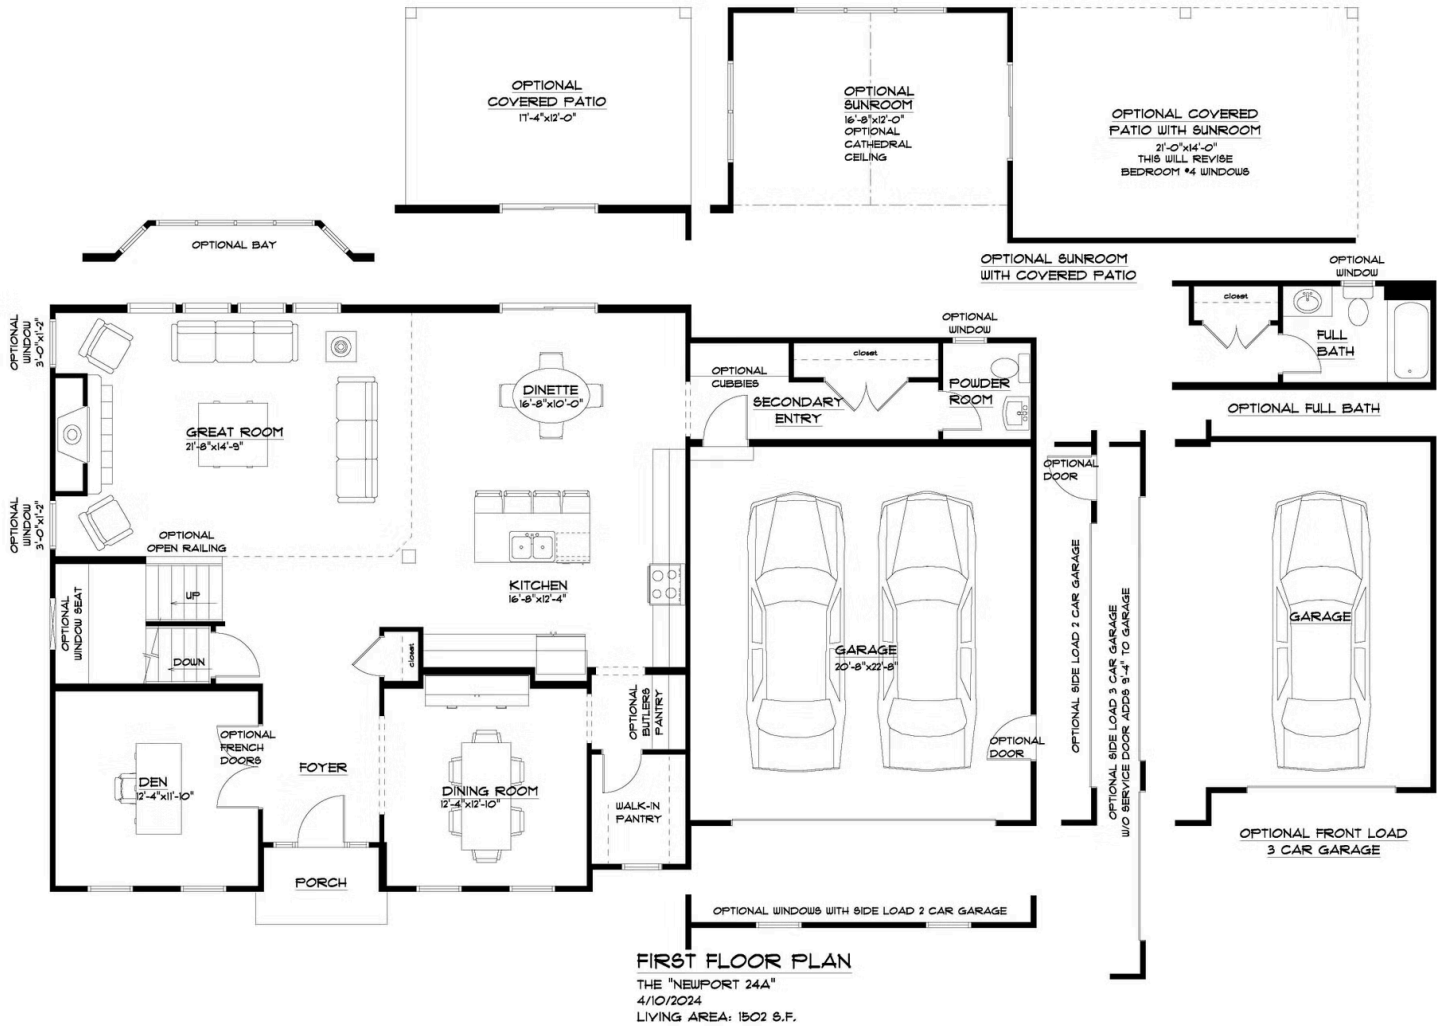 OPTIONAL
COVERED PATIO
17'-4"x12'-0"
OPTIONAL
SUNROOM
16'-8"x12'-0"
OPTIONAL
CATHEDRAL
CEILING
OPTIONAL COVERED
PATIO WITH SUNROOM
21'-0"x14'-0"
THIS WILL REVISE
BEDROOM #4 WINDOWS
OPTIONAL BAY
OPTIONAL SUNROOM
WITH COVERED PATIO
OPTIONAL
WINDOW
closet
FULL
BATH
OPTIONAL FULL BATH
OPTIONAL
WINDOW
3'-0"x1'-2"
GREAT ROOM
21'-8"x14'-9"
DINETTE
16'-8"x10'-0"
OPTIONAL
CUBBIES
closet
OPTIONAL
WINDOW
POWDER
ROOM
SECONDARY
ENTRY
OPTIONAL
WINDOW
3'-0"x1'-2"
OPTIONAL
OPEN RAILING
KITCHEN
16'-8"x12'-4"
OPTIONAL
WINDOW SEAT
UP
DOWN
closet
OPTIONAL
BUTLERS
PANTRY
GARAGE
20'-8"x22'-8"
OPTIONAL
DOOR
OPTIONAL
DOOR
OPTIONAL SIDE LOAD 2 CAR GARAGE
OPTIONAL SIDE LOAD 3 CAR GARAGE
W/O SERVICE DOOR ADDS 9'-4" TO GARAGE
GARAGE
OPTIONAL FRONT LOAD
3 CAR GARAGE
DEN
12'-4"x11'-10"
OPTIONAL
FRENCH
DOORS
FOYER
DINING ROOM
12'-4"x12'-10"
WALK-IN
PANTRY
PORCH
OPTIONAL WINDOWS WITH SIDE LOAD 2 CAR GARAGE
FIRST FLOOR PLAN
THE "NEWPORT 24A"
4/10/2024
LIVING AREA: 1502 S.F.